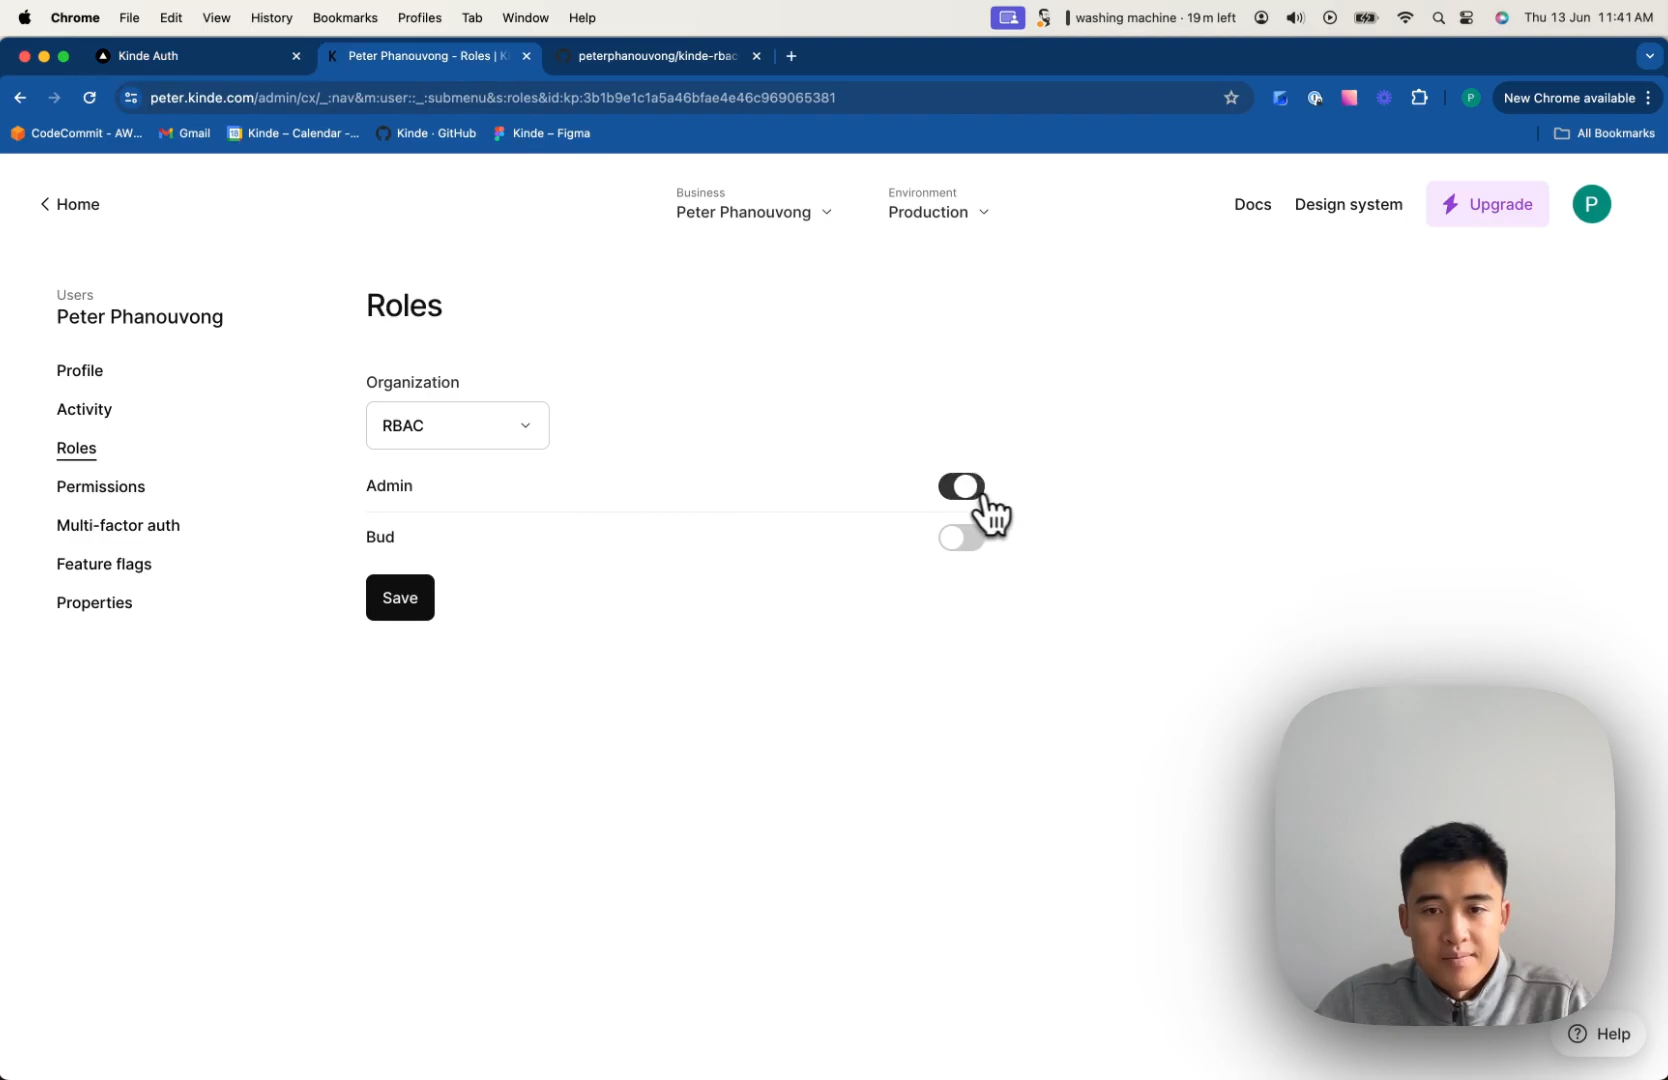 Chrome File Edit View History Bookmarks Profiles Tab Window Help washing machine · 19 m left Thu 13 Jun 11:41 AM
Kinde Auth Peter Phanouvong - Roles | K peterphanouvong/kinde-rbac
peter.kinde.com/admin/cx/_:nav&m:user::_:submenu&s:roles&id:kp:3b1b9e1c1a5a46bfae4e46c969065381 P New Chrome available
CodeCommit - AW... Gmail Kinde – Calendar -... Kinde · GitHub Kinde – Figma All Bookmarks
Home
Business
Peter Phanouvong
Environment
Production
Docs Design system Upgrade P
Users
Peter Phanouvong
Profile
Activity
Roles
Permissions
Multi-factor auth
Feature flags
Properties
Roles
Organization
RBAC
Admin
Bud
Save
Help